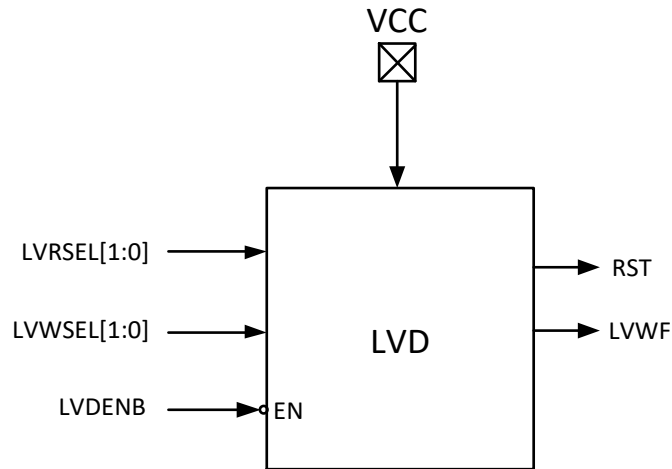 VCC
LVRSEL[1:0]
RST
LVWSEL[1:0]
LVD
LVWF
LVDENB
EN